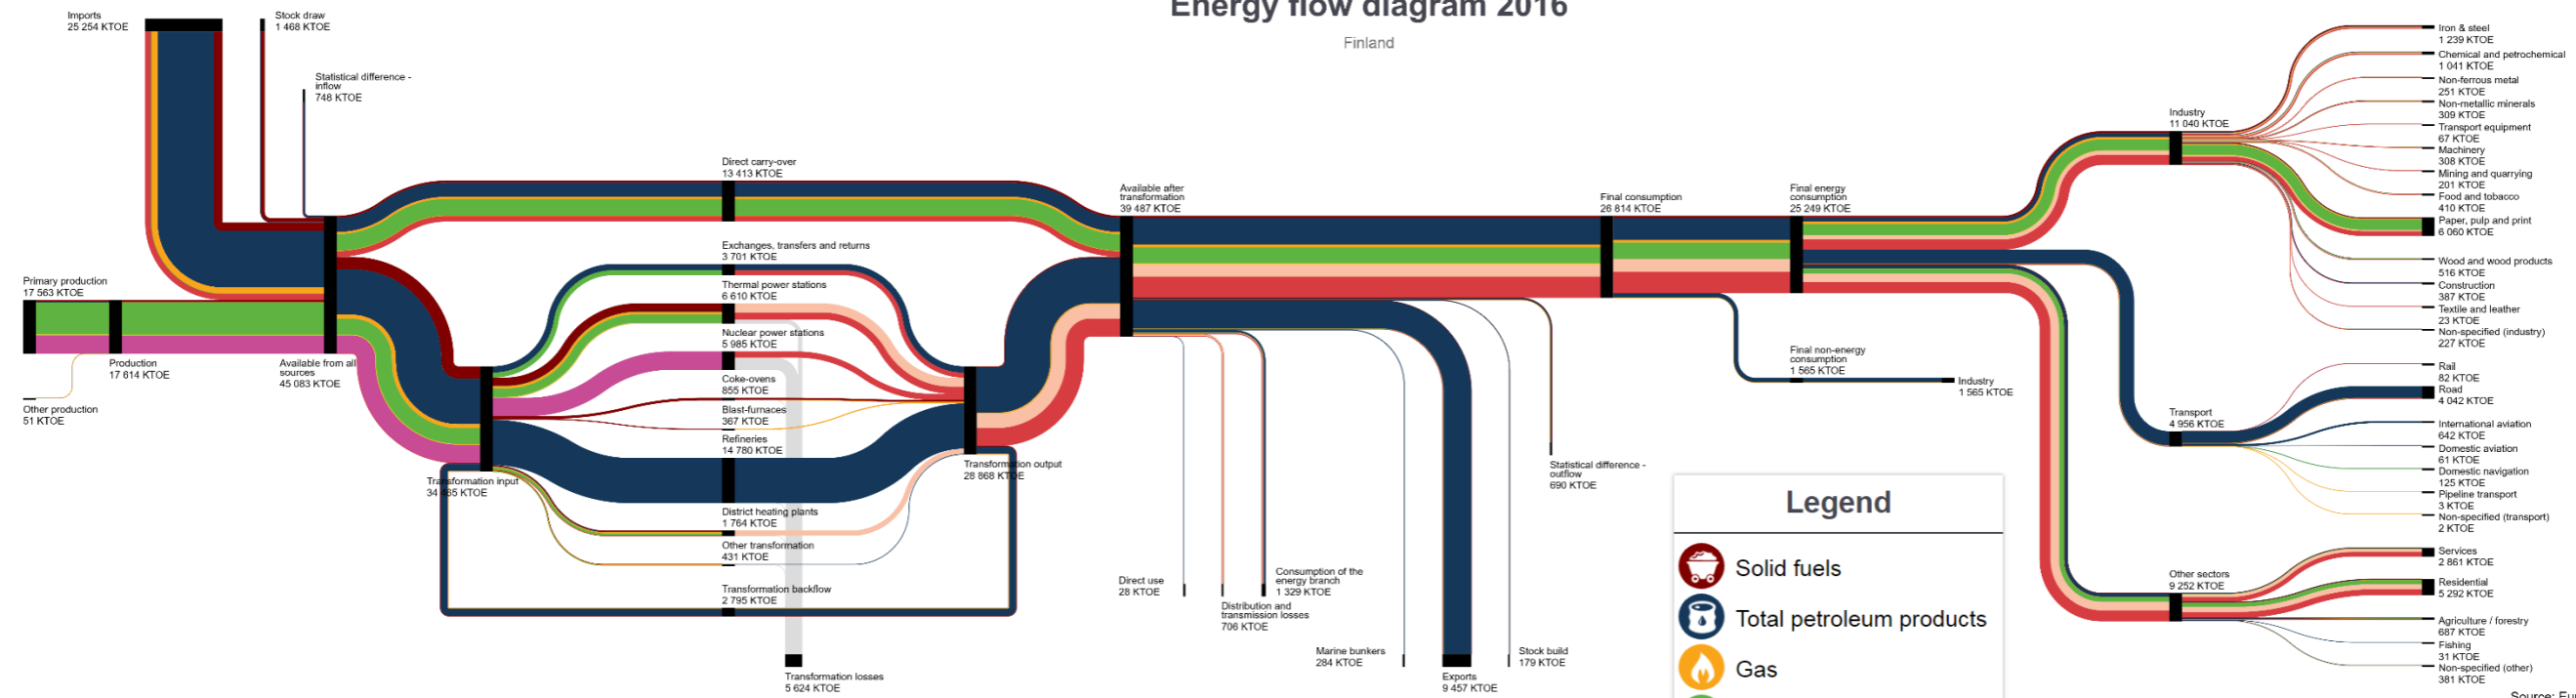 Energy flow diagram 2016
Finland
Imports
25 254 KTOE
Stock draw
1 468 KTOE
Statistical difference -
inflow
748 KTOE
Primary production
17 563 KTOE
Production
17 614 KTOE
Other production
51 KTOE
Available from all
sources
45 083 KTOE
Direct carry-over
13 413 KTOE
Exchanges, transfers and returns
3 701 KTOE
Thermal power stations
6 610 KTOE
Nuclear power stations
5 985 KTOE
Coke-ovens
855 KTOE
Blast-furnaces
367 KTOE
Refineries
14 780 KTOE
District heating plants
1 764 KTOE
Other transformation
431 KTOE
Transformation backflow
2 795 KTOE
Transformation losses
5 624 KTOE
Transformation input
34 465 KTOE
Transformation output
28 868 KTOE
Available after
transformation
39 487 KTOE
Direct use
28 KTOE
Distribution and
transmission losses
706 KTOE
Consumption of the
energy branch
1 329 KTOE
Marine bunkers
284 KTOE
Exports
9 457 KTOE
Stock build
179 KTOE
Statistical difference -
outflow
690 KTOE
Final consumption
26 814 KTOE
Final energy
consumption
25 249 KTOE
Final non-energy
consumption
1 565 KTOE
Industry
1 565 KTOE
Industry
11 040 KTOE
Transport
4 956 KTOE
Other sectors
9 252 KTOE
Iron & steel
1 239 KTOE
Chemical and petrochemical
1 041 KTOE
Non-ferrous metal
251 KTOE
Non-metallic minerals
309 KTOE
Transport equipment
67 KTOE
Machinery
308 KTOE
Mining and quarrying
201 KTOE
Food and tobacco
410 KTOE
Paper, pulp and print
6 060 KTOE
Wood and wood products
516 KTOE
Construction
387 KTOE
Textile and leather
23 KTOE
Non-specified (industry)
227 KTOE
Rail
82 KTOE
Road
4 042 KTOE
International aviation
642 KTOE
Domestic aviation
61 KTOE
Domestic navigation
125 KTOE
Pipeline transport
3 KTOE
Non-specified (transport)
2 KTOE
Services
2 861 KTOE
Residential
5 292 KTOE
Agriculture / forestry
687 KTOE
Fishing
31 KTOE
Non-specified (other)
381 KTOE
Legend
Solid fuels
Total petroleum products
Gas
Source: